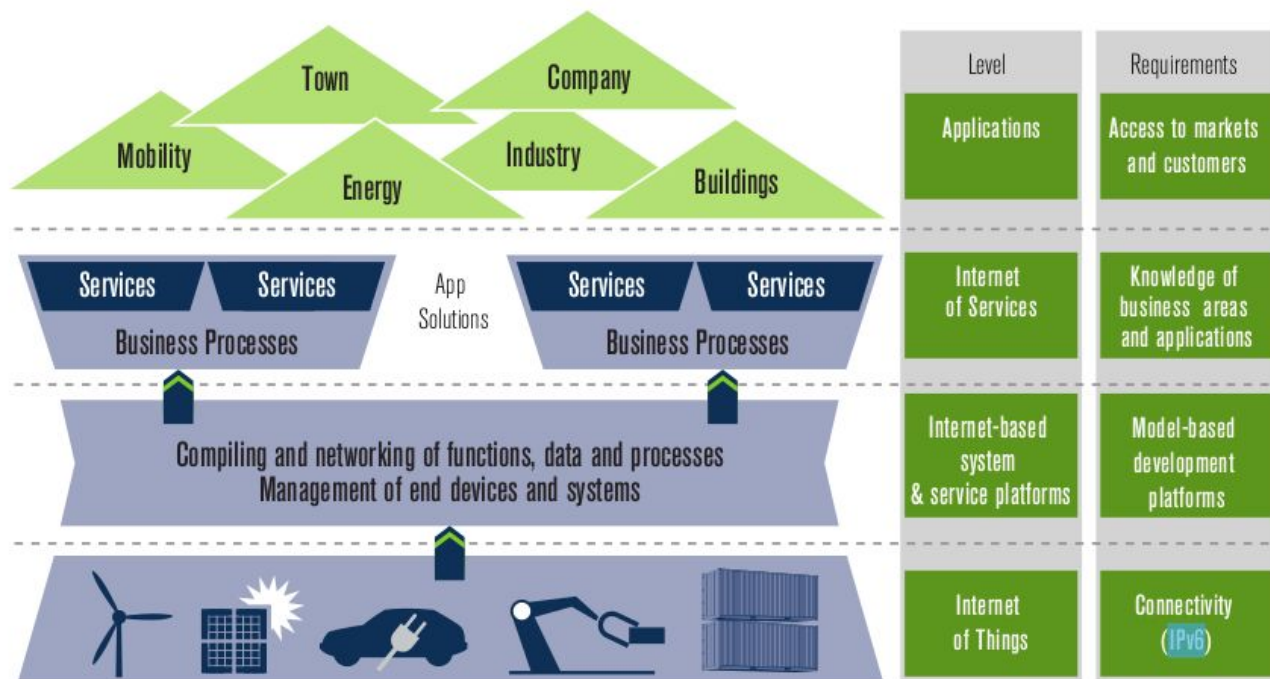 Town
Company
Mobility
Industry
Energy
Buildings
Level
Requirements
Applications
Access to markets
and customers
Services
Services
App
Solutions
Services
Services
Business Processes
Business Processes
Internet
of Services
Knowledge of
business areas
and applications
Compiling and networking of functions, data and processes
Management of end devices and systems
Internet-based
system
& service platforms
Model-based
development
platforms
Internet
of Things
Connectivity
(IPv6)